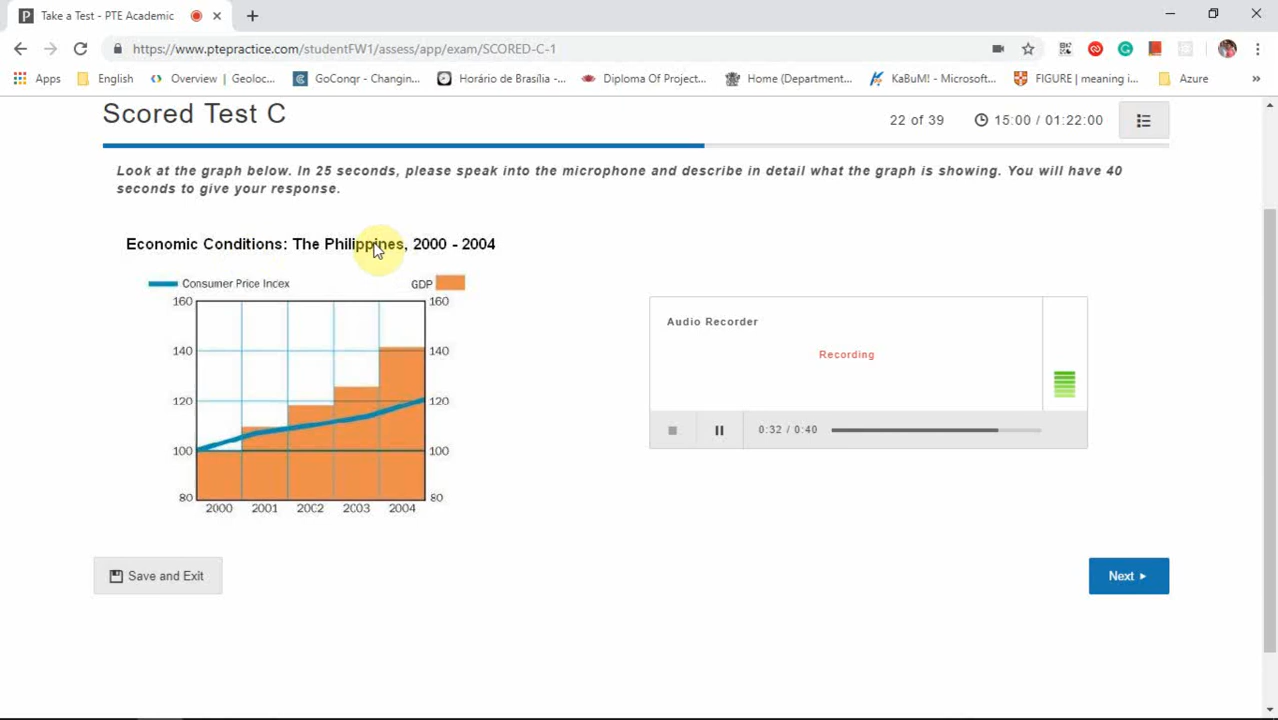 Take a Test - PTE Academic
https://www.ptepractice.com/studentFW1/assess/app/exam/SCORED-C-1
Apps English Overview | Geoloc... GoConqr - Changin... Horário de Brasília -... Diploma Of Project... Home (Department... KaBuM! - Microsoft... FIGURE | meaning i... Azure »
Scored Test C
22 of 39 15:00 / 01:22:00
Look at the graph below. In 25 seconds, please speak into the microphone and describe in detail what the graph is showing. You will have 40
seconds to give your response.
Economic Conditions: The Philippines, 2000 - 2004
Consumer Price Incex GDP
160 160
140 140
120 120
100 100
80 80
2000 2001 20C2 2003 2004
Audio Recorder
Recording
0:32 / 0:40
Save and Exit
Next